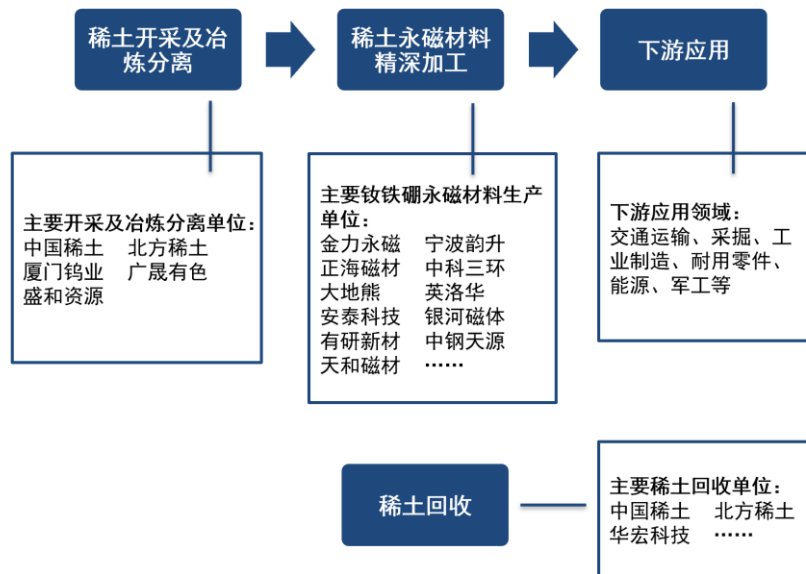 稀土开采及冶
炼分离
稀土永磁材料
精深加工
下游应用
主要开采及冶炼分离单位：
中国稀土 北方稀土
厦门钨业 广晟有色
盛和资源
主要钕铁硼永磁材料生产
单位：
金力永磁 宁波韵升
正海磁材 中科三环
大地熊 英洛华
安泰科技 银河磁体
有研新材 中钢天源
天和磁材 ……
下游应用领域：
交通运输、采掘、工
业制造、耐用零件、
能源、军工等
稀土回收
主要稀土回收单位：
中国稀土 北方稀土
华宏科技 ……